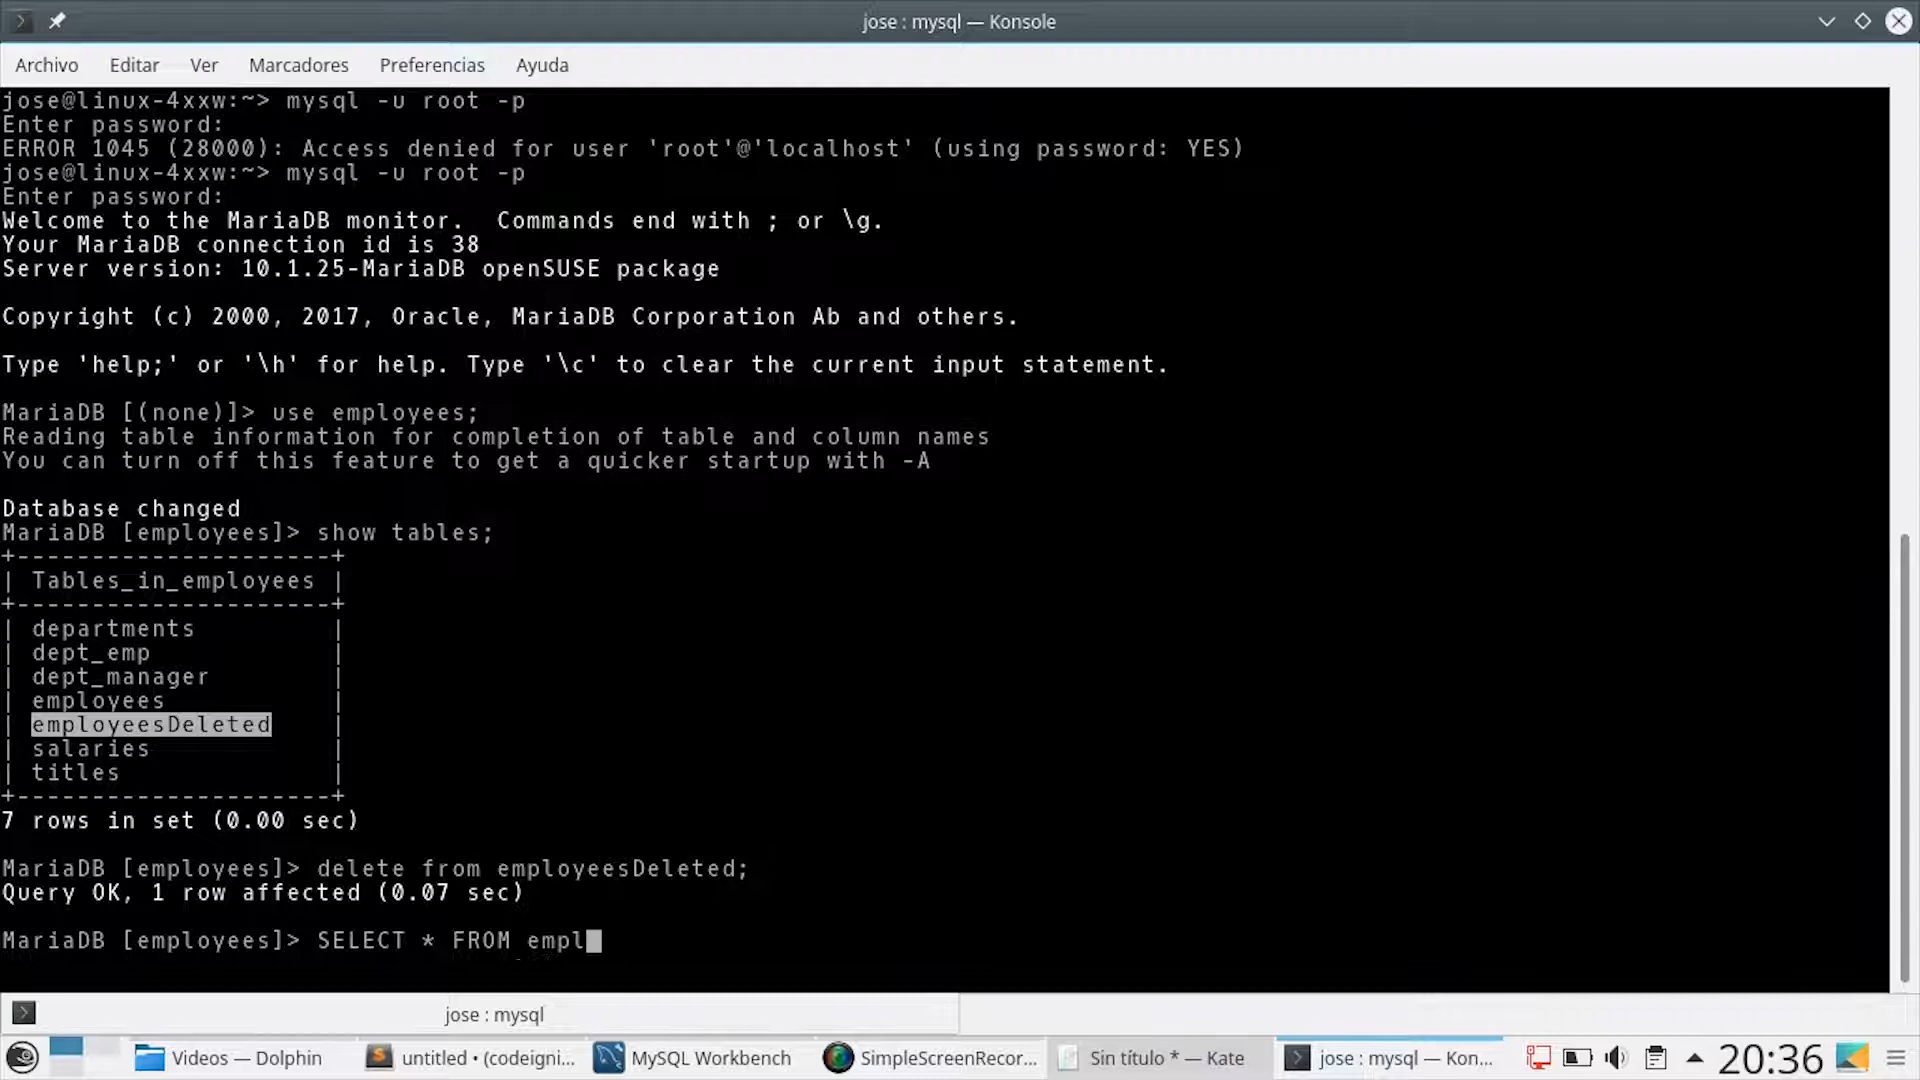 jose : mysql — Konsole
Archivo Editar Ver Marcadores Preferencias Ayuda
jose@linux-4xxw:~> mysql -u root -p
Enter password:
ERROR 1045 (28000): Access denied for user 'root'@'localhost' (using password: YES)
jose@linux-4xxw:~> mysql -u root -p
Enter password:
Welcome to the MariaDB monitor.  Commands end with ; or \g.
Your MariaDB connection id is 38
Server version: 10.1.25-MariaDB openSUSE package
Copyright (c) 2000, 2017, Oracle, MariaDB Corporation Ab and others.
Type 'help;' or '\h' for help. Type '\c' to clear the current input statement.
MariaDB [(none)]> use employees;
Reading table information for completion of table and column names
You can turn off this feature to get a quicker startup with -A
Database changed
MariaDB [employees]> show tables;
+---------------------+
| Tables_in_employees |
+---------------------+
| departments         |
| dept_emp            |
| dept_manager        |
| employees           |
| employeesDeleted    |
| salaries            |
| titles              |
+---------------------+
7 rows in set (0.00 sec)
MariaDB [employees]> delete from employeesDeleted;
Query OK, 1 row affected (0.07 sec)
MariaDB [employees]> SELECT * FROM empl
jose : mysql
Videos — Dolphin untitled • (codeigni... MySQL Workbench SimpleScreenRecor... Sin título * — Kate jose : mysql — Kon... 20:36